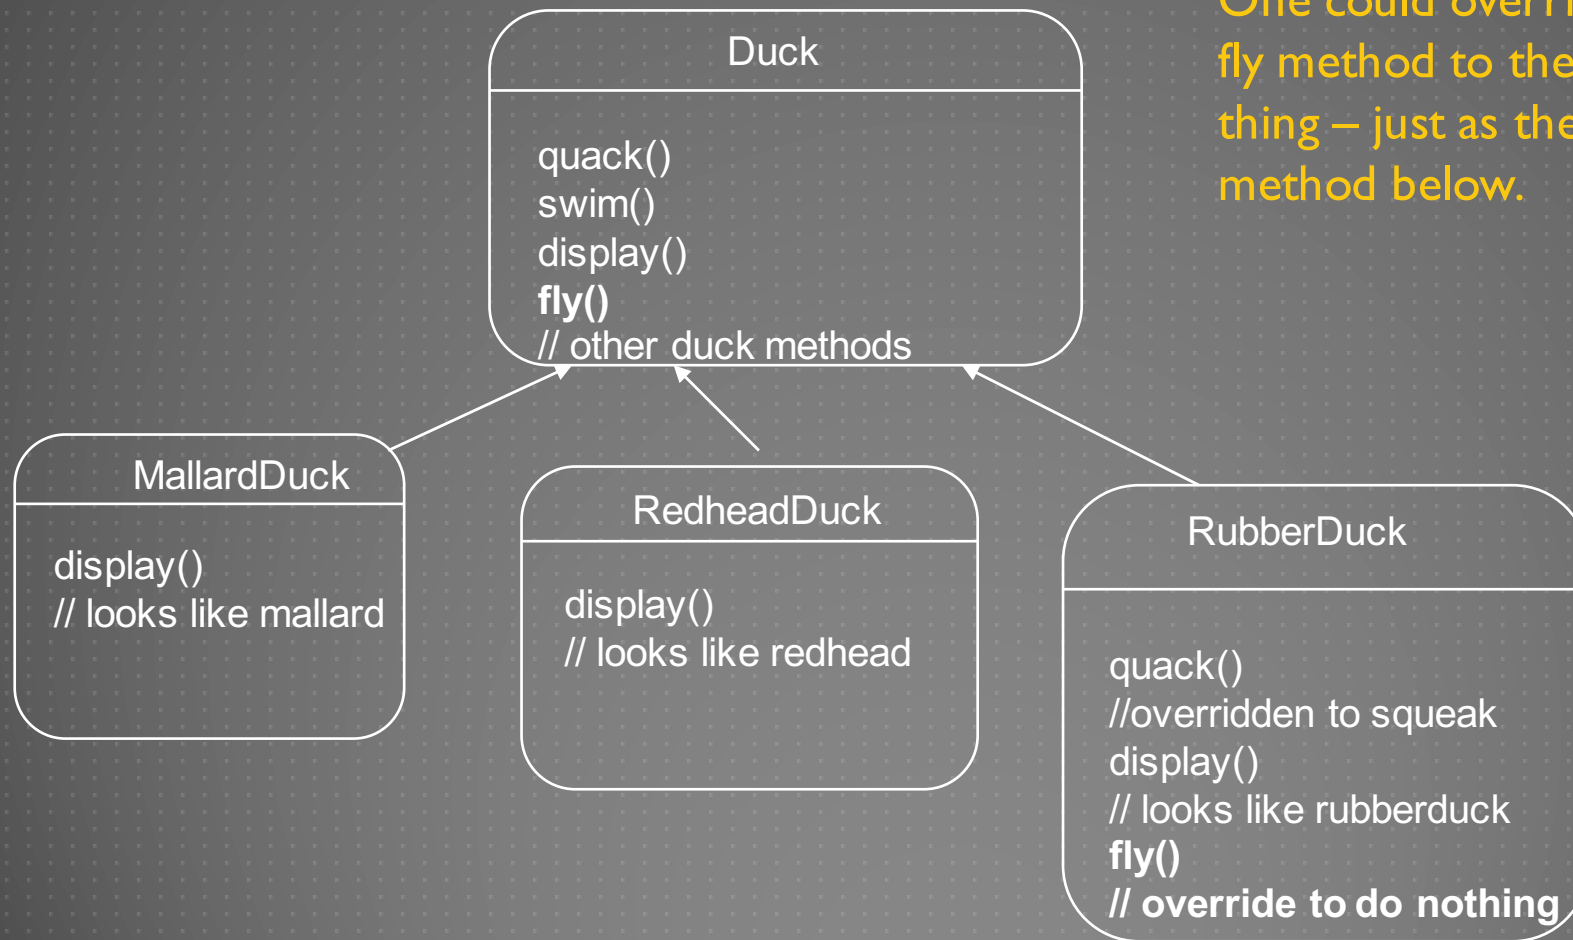 Duck
quack()
swim()
display()
fly()
// other duck methods
One could
fly method to the
thing – just as the
method below.
MallardDuck
display()
// looks like mallard
RedheadDuck
display()
// looks like redhead
RubberDuck
quack()
//overridden to squeak
display()
// looks like rubberduck
fly()
// override to do nothing